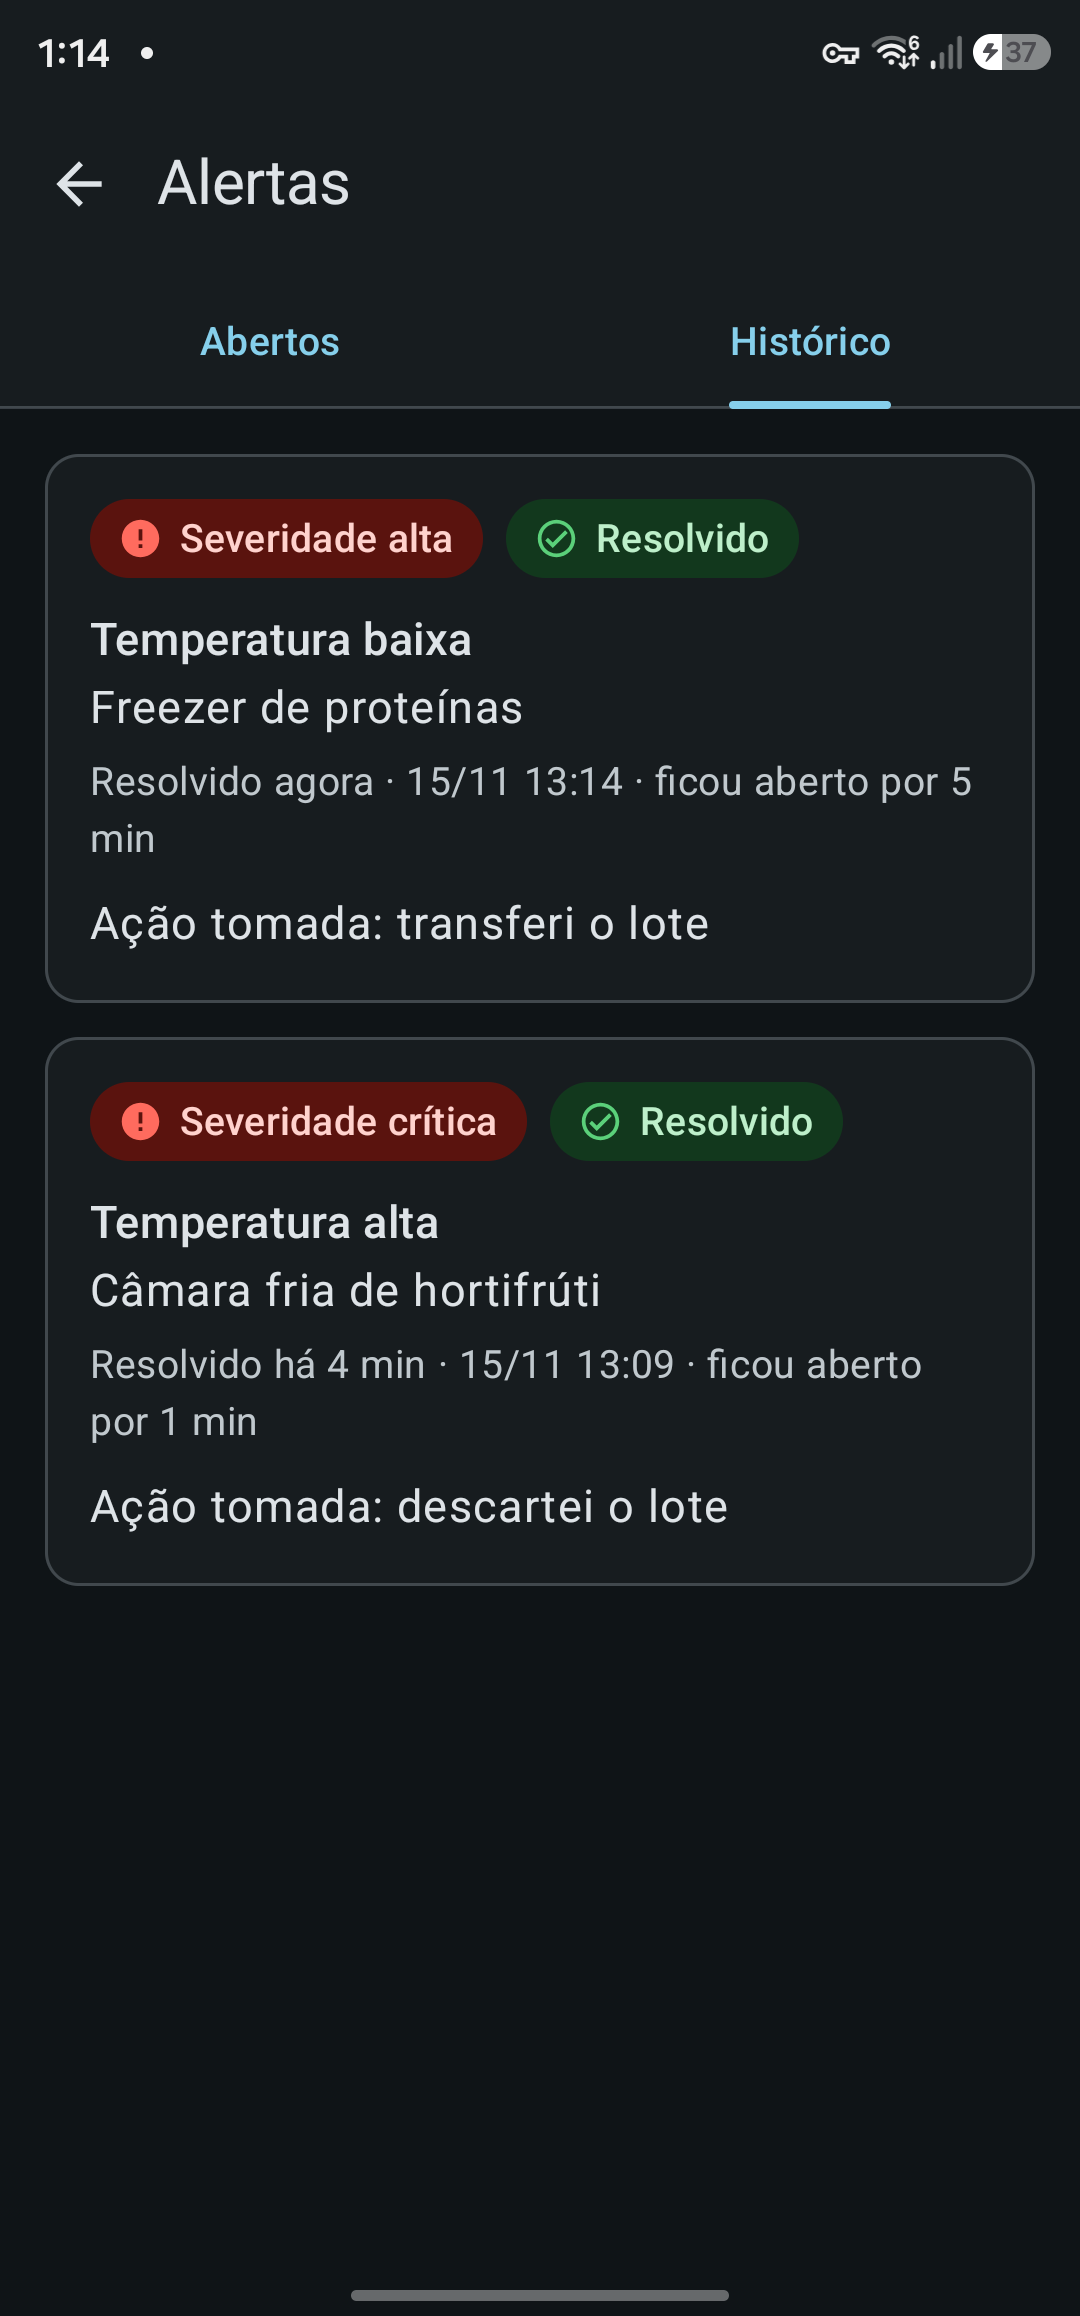 1:14
6
37
Alertas
Abertos
Histórico
Severidade alta
Resolvido
Temperatura baixa
Freezer de proteínas
Resolvido agora · 15/11 13:14 · ficou aberto por 5
min
Ação tomada: transferi o lote
Severidade crítica
Resolvido
Temperatura alta
Câmara fria de hortifrúti
Resolvido há 4 min · 15/11 13:09 · ficou aberto
por 1 min
Ação tomada: descartei o lote